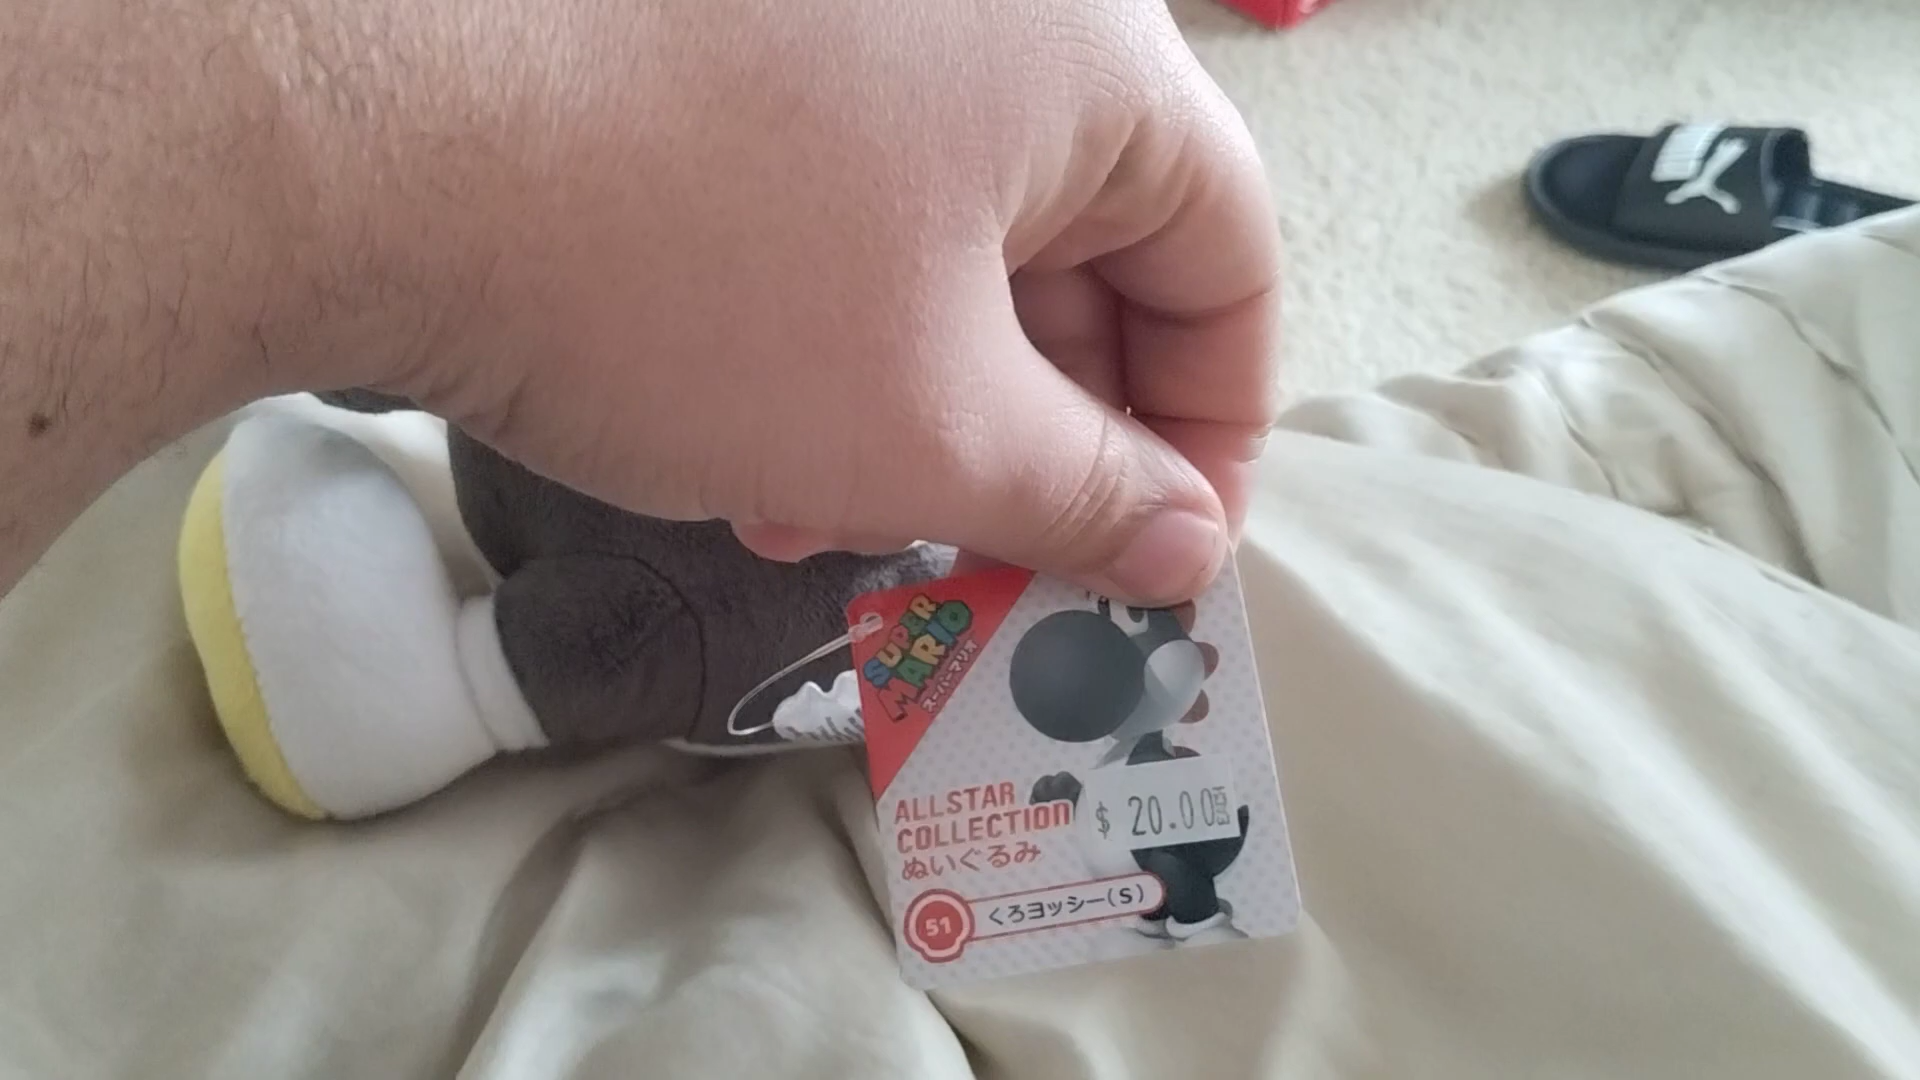 SUPER
MARIO
スーパーマリオ
ALLSTAR
COLLECTION
ぬいぐるみ
$ 20.00 EACH
51 くろヨッシー(S)